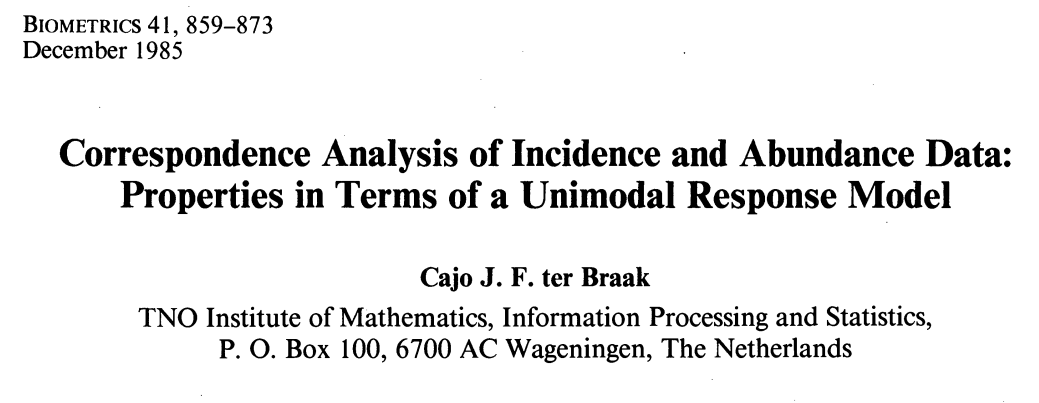 BIOMETRICS 41, 859–873
December 1985
Correspondence Analysis of Incidence and Abundance Data:
Properties in Terms of a Unimodal Response Model
Cajo J. F. ter Braak
TNO Institute of Mathematics, Information Processing and Statistics,
P. O. Box 100, 6700 AC Wageningen, The Netherlands